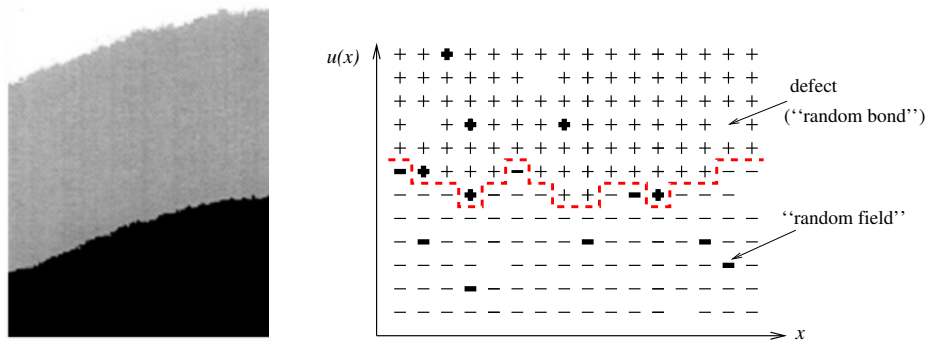 u(x)
defect
(‘‘random bond’’)
‘‘random field’’
x